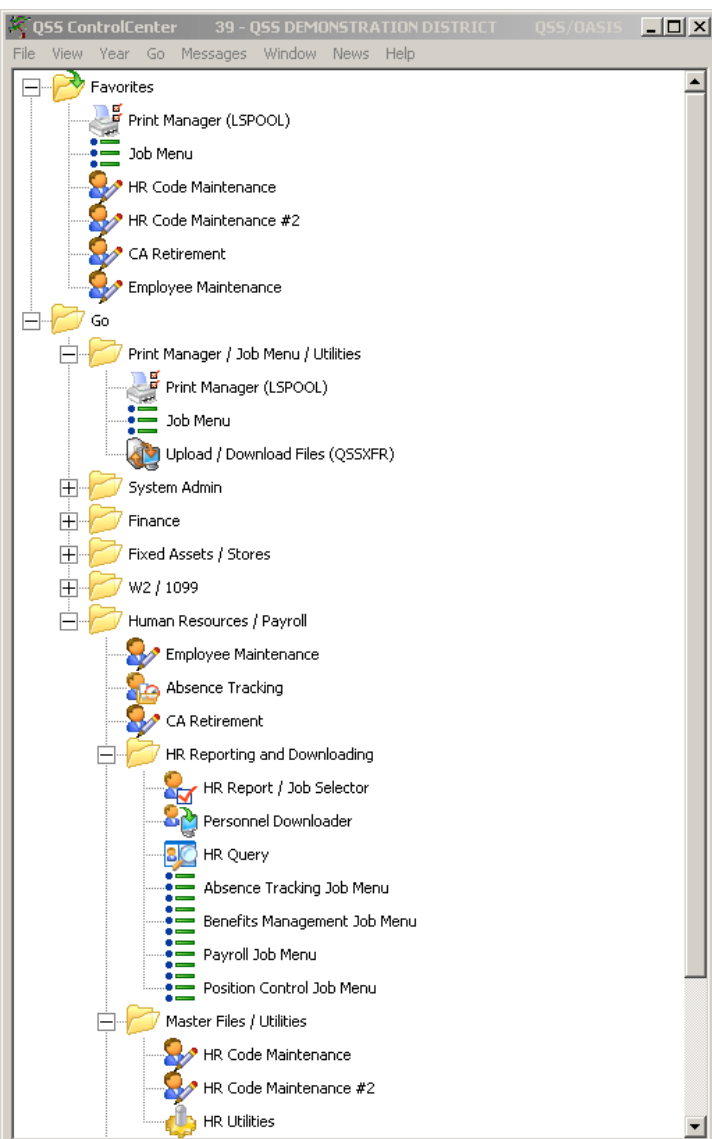 QSS ControlCenter 39 - QSS DEMONSTRATION DISTRICT QSS/OASIS
File View Year Go Messages Window News Help
Favorites
Print Manager (LSPOOL)
Job Menu
HR Code Maintenance
HR Code Maintenance #2
CA Retirement
Employee Maintenance
Go
Print Manager / Job Menu / Utilities
Print Manager (LSPOOL)
Job Menu
Upload / Download Files (QSSXFR)
System Admin
Finance
Fixed Assets / Stores
W2 / 1099
Human Resources / Payroll
Employee Maintenance
Absence Tracking
CA Retirement
HR Reporting and Downloading
HR Report / Job Selector
Personnel Downloader
HR Query
Absence Tracking Job Menu
Benefits Management Job Menu
Payroll Job Menu
Position Control Job Menu
Master Files / Utilities
HR Code Maintenance
HR Code Maintenance #2
HR Utilities